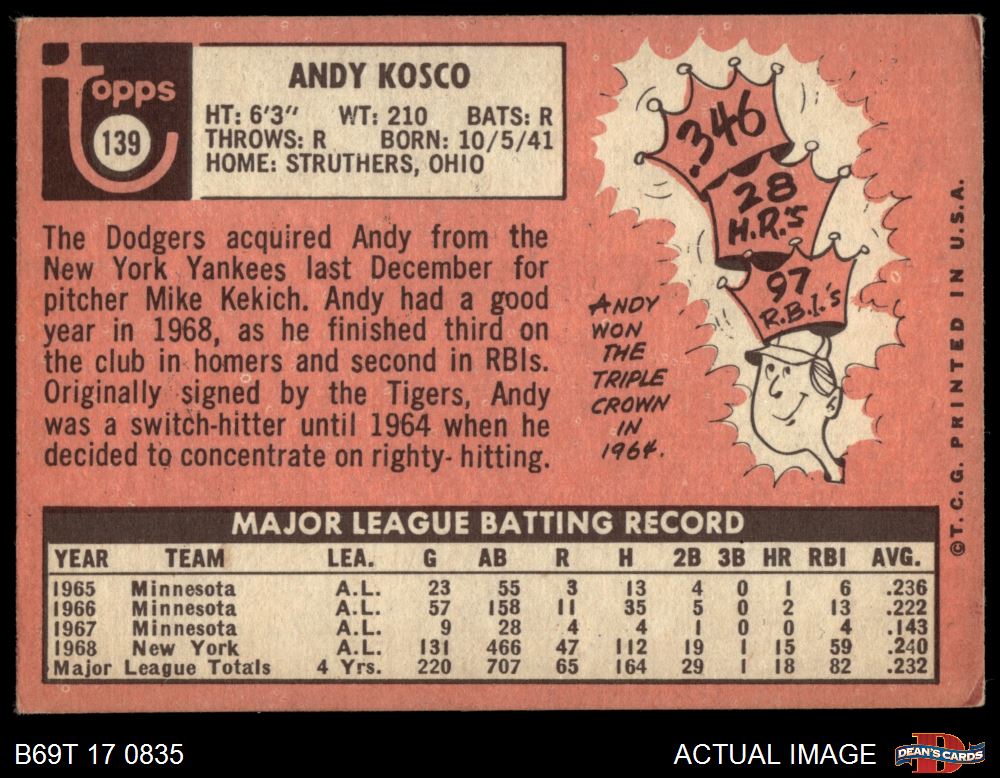 Topps
139
ANDY KOSCO
HT: 6'3" WT: 210 BATS: R
THROWS: R BORN: 10/5/41
HOME: STRUTHERS, OHIO
The Dodgers acquired Andy from the
New York Yankees last December for
pitcher Mike Kekich. Andy had a good
year in 1968, as he finished third on
the club in homers and second in RBIs.
Originally signed by the Tigers, Andy
was a switch-hitter until 1964 when he
decided to concentrate on righty- hitting.
.346
28
H.R.'S
97
R.B.I.'s
ANDY
WON
THE
TRIPLE
CROWN
IN
1964.
MAJOR LEAGUE BATTING RECORD
YEAR TEAM LEA. G AB R H 2B 3B HR RBI AVG.
1965 Minnesota A.L. 23 55 3 13 4 0 1 6 .236
1966 Minnesota A.L. 57 158 11 35 5 0 2 13 .222
1967 Minnesota A.L. 9 28 4 4 1 0 0 4 .143
1968 New York A.L. 131 466 47 112 19 1 15 59 .240
Major League Totals 4 Yrs. 220 707 65 164 29 1 18 82 .232
©T.C.G. PRINTED IN U.S.A.
B69T 17 0835
ACTUAL IMAGE
DEAN'S CARDS